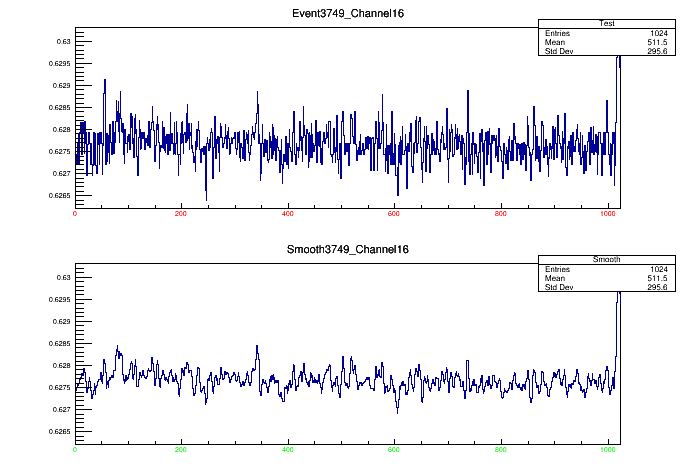 Event3749_Channel16
Test
Entries 1024
Mean 511.5
Std Dev 295.6
0.63
0.6295
0.629
0.6285
0.628
0.6275
0.627
0.6265
0 200 400 600 800 1000
Smooth3749_Channel16
Smooth
Entries 1024
Mean 511.5
Std Dev 295.6
0.63
0.6295
0.629
0.6285
0.628
0.6275
0.627
0.6265
0 200 400 600 800 1000